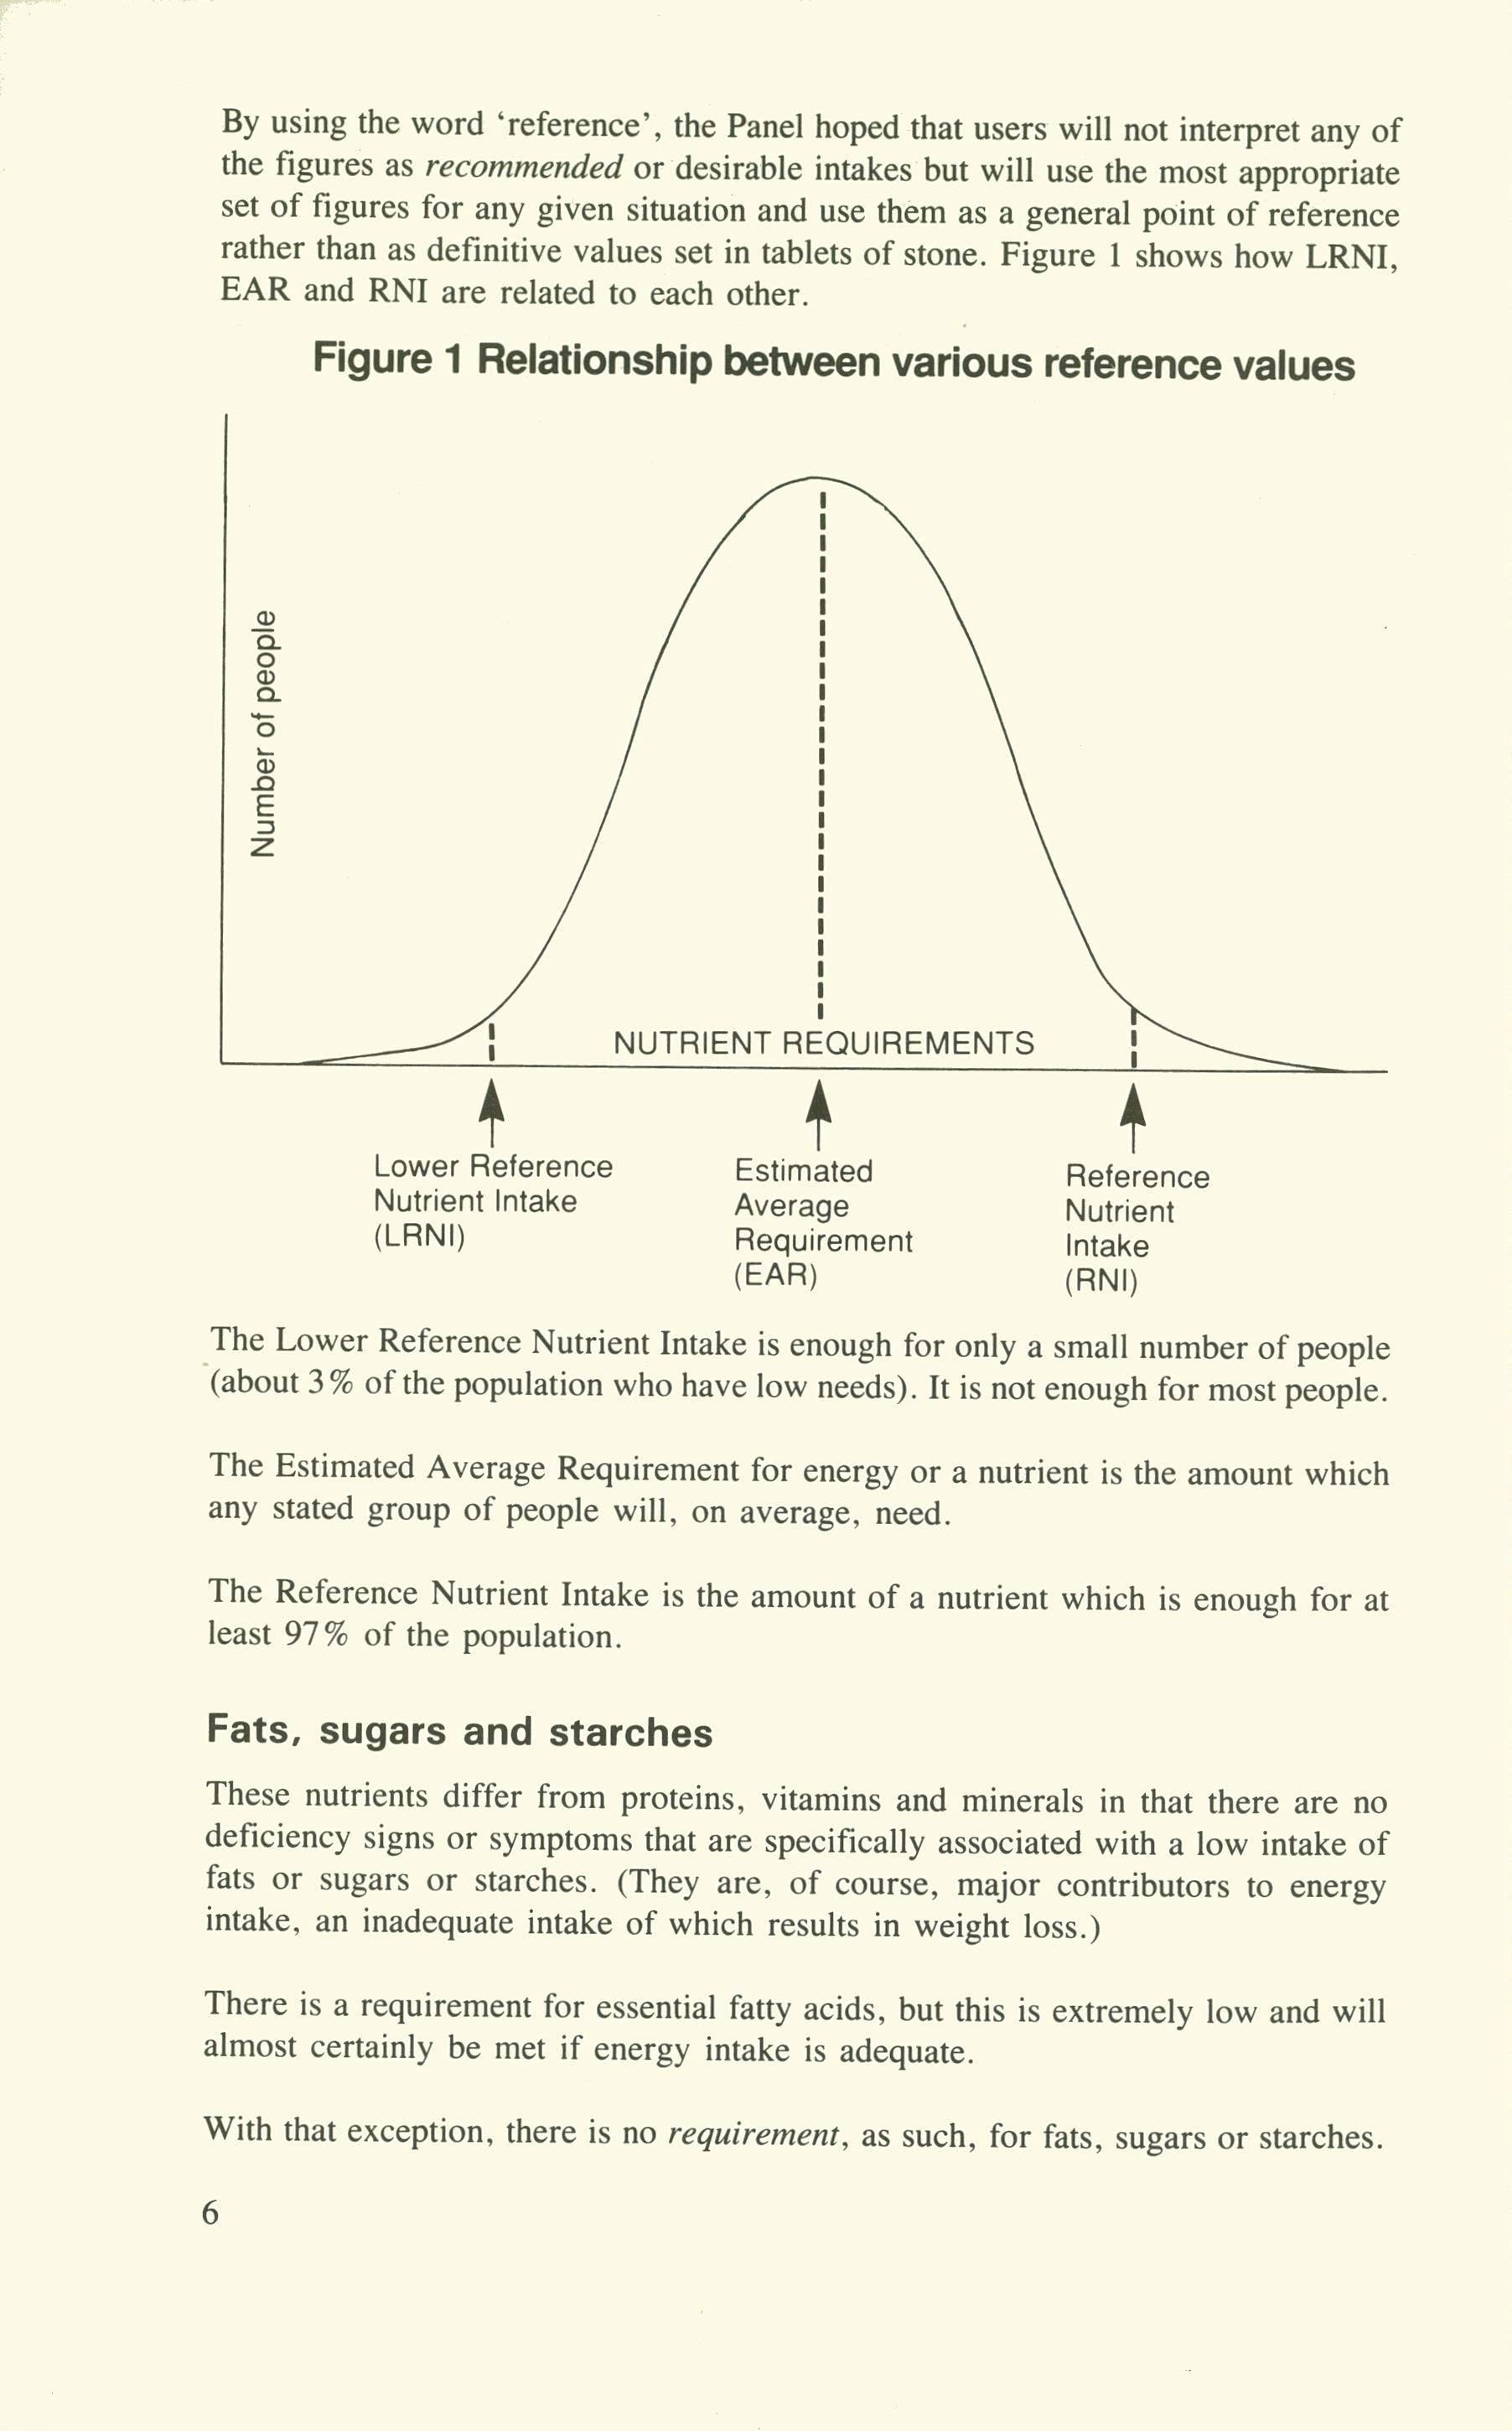 By using the word ‘reference’, the Panel hoped that users will not interpret any of
the figures as recommended or desirable intakes but will use the most appropriate
set of figures for any given situation and use them as a general point of reference
rather than as definitive values set in tablets of stone. Figure 1 shows how LRNI,
EAR and RNI are related to each other.
Figure 1 Relationship between various reference values
Number of people
NUTRIENT REQUIREMENTS
Lower Reference
Nutrient Intake
(LRNI)
Estimated
Average
Requirement
(EAR)
Reference
Nutrient
Intake
(RNI)
The Lower Reference Nutrient Intake is enough for only a small number of people
(about 3% of the population who have low needs). It is not enough for most people.
The Estimated Average Requirement for energy or a nutrient is the amount which
any stated group of people will, on average, need.
The Reference Nutrient Intake is the amount of a nutrient which is enough for at
least 97% of the population.
Fats, sugars and starches
These nutrients differ from proteins, vitamins and minerals in that there are no
deficiency signs or symptoms that are specifically associated with a low intake of
fats or sugars or starches. (They are, of course, major contributors to energy
intake, an inadequate intake of which results in weight loss.)
There is a requirement for essential fatty acids, but this is extremely low and will
almost certainly be met if energy intake is adequate.
With that exception, there is no requirement, as such, for fats, sugars or starches.
6